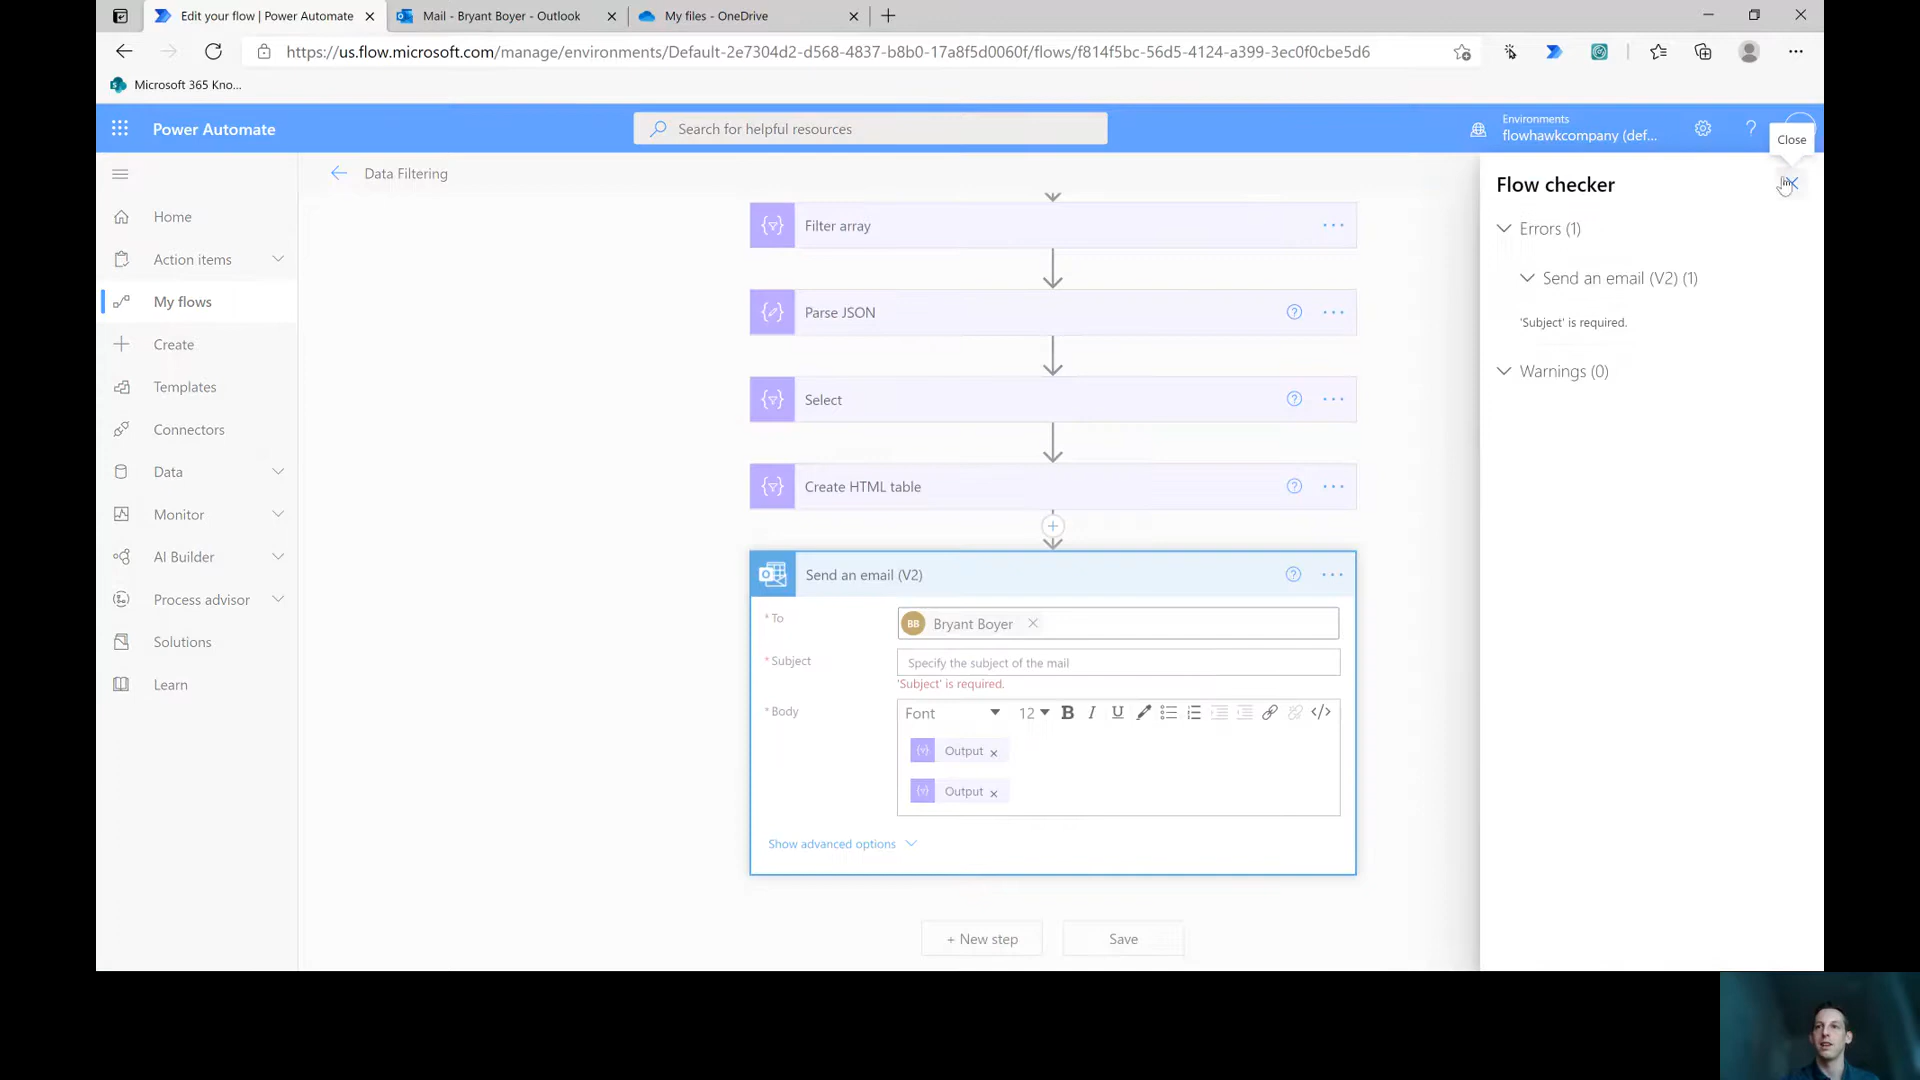 Edit your flow | Power Automate
Mail - Bryant Boyer - Outlook
My files - OneDrive
https://us.flow.microsoft.com/manage/environments/Default-2e7304d2-d568-4837-b8b0-17a8f5d0060f/flows/f814f5bc-56d5-4124-a399-3ec0f0cbe5d6
Microsoft 365 Kno...
Power Automate
Search for helpful resources
Environments
flowhawkcompany (def...
?
Close
Data Filtering
Home
Action items
My flows
Create
Templates
Connectors
Data
Monitor
AI Builder
Process advisor
Solutions
Learn
Filter array
Parse JSON
Select
Create HTML table
Send an email (V2)
* To
BB Bryant Boyer
* Subject
Specify the subject of the mail
'Subject' is required.
* Body
Font 12 B I U </>
Output
Output
Show advanced options
+ New step
Save
Flow checker
Errors (1)
Send an email (V2) (1)
'Subject' is required.
Warnings (0)